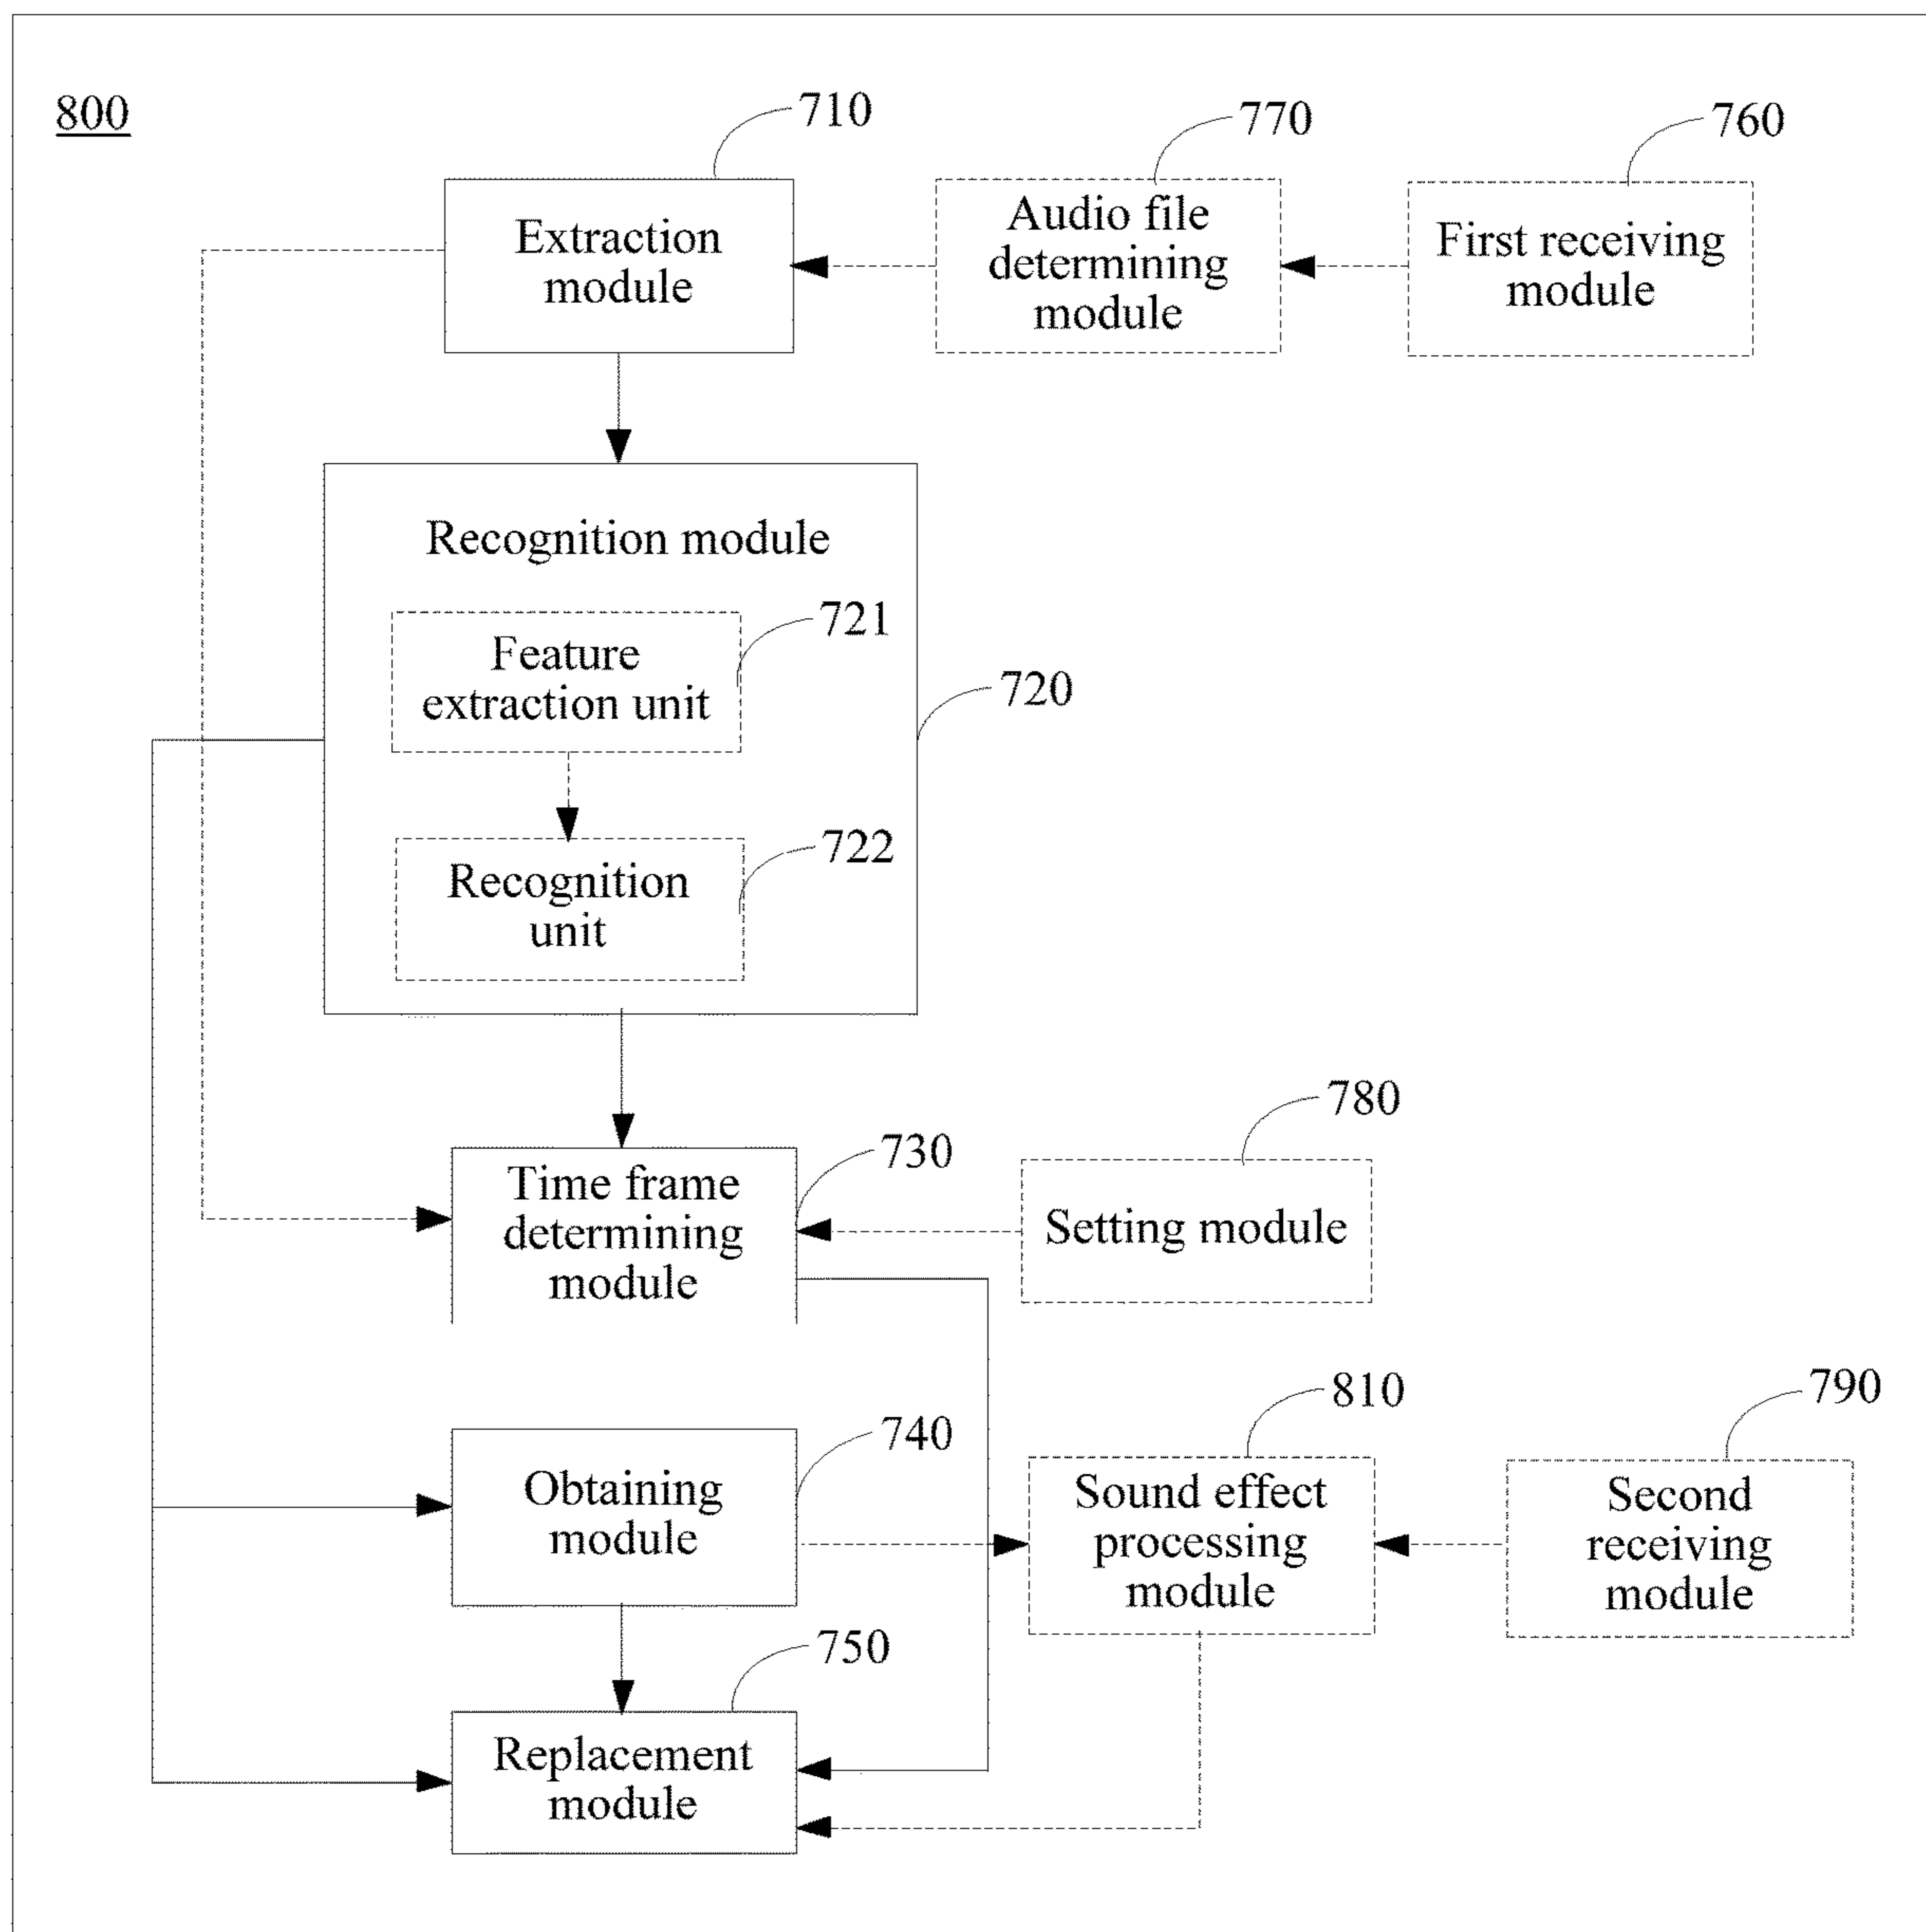 800
710
770
760
Extraction
module
Audio file
determining
module
First receiving
module
Recognition module
721
Feature
extraction unit
720
722
Recognition
unit
780
730
Time frame
determining
module
Setting module
810
790
740
Obtaining
module
Sound effect
processing
module
Second
receiving
module
750
Replacement
module